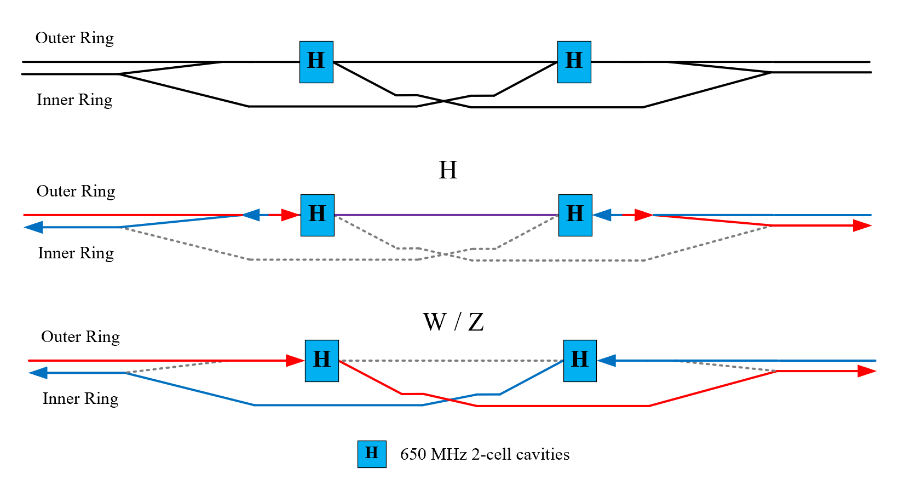 Outer Ring
H H
Inner Ring
H
Outer Ring
H H
Inner Ring
W / Z
Outer Ring
H H
Inner Ring
H 650 MHz 2-cell cavities